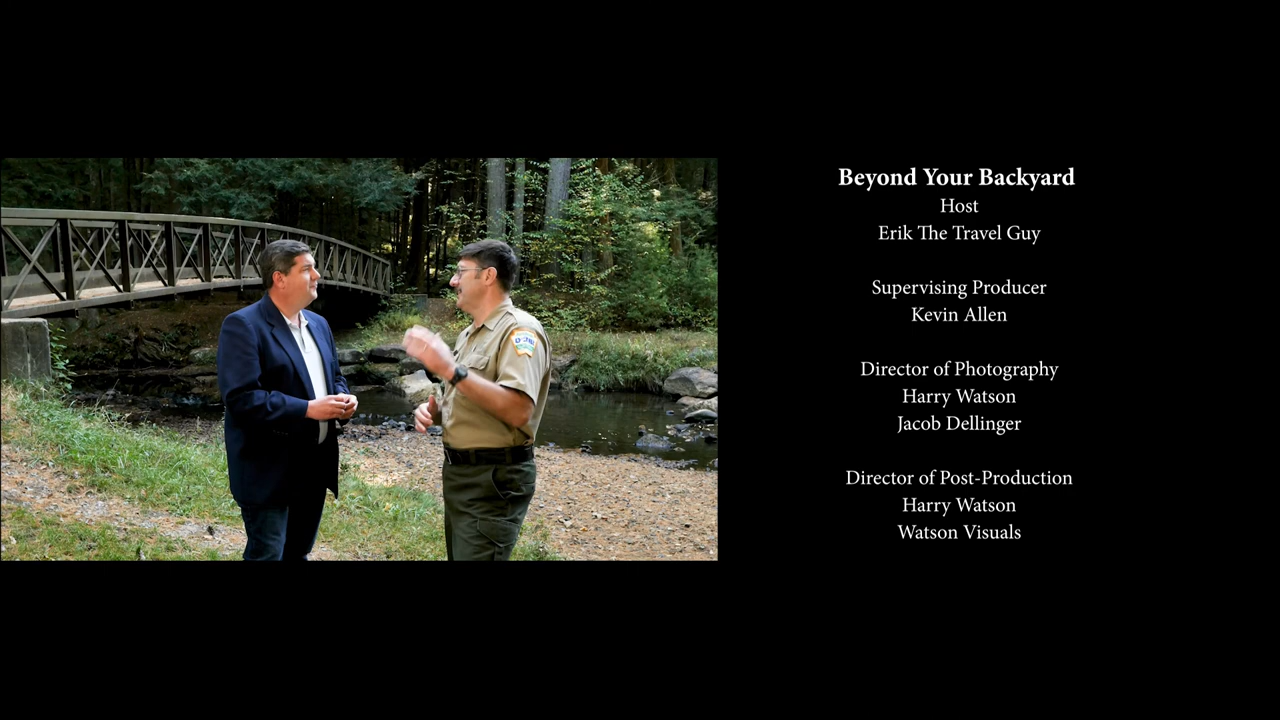 Beyond Your Backyard
Host
Erik The Travel Guy
Supervising Producer
Kevin Allen
Director of Photography
Harry Watson
Jacob Dellinger
Director of Post-Production
Harry Watson
Watson Visuals